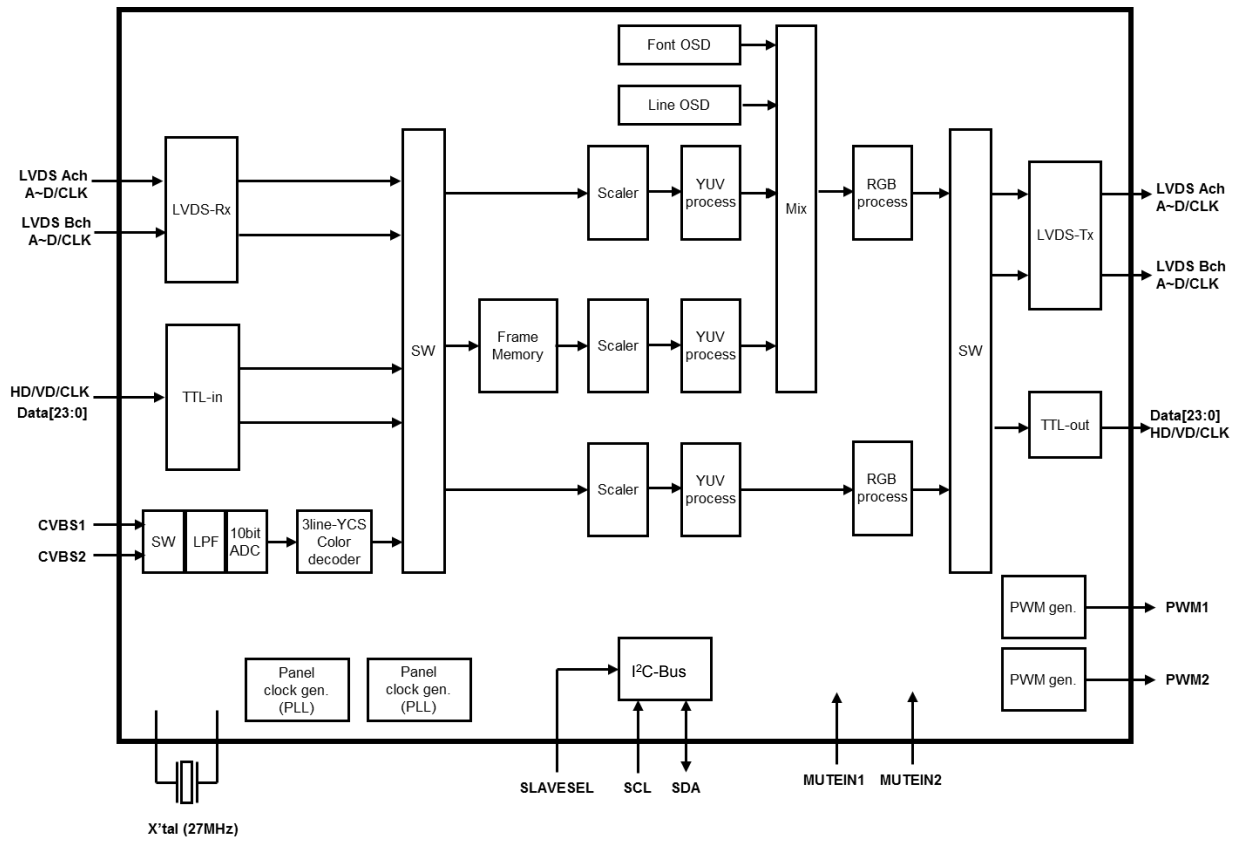 Font OSD
Line OSD
LVDS Ach
A~D/CLK
LVDS Bch
A~D/CLK
LVDS-Rx
Scaler
YUV
process
Mix
RGB
process
LVDS-Tx
LVDS Ach
A~D/CLK
LVDS Bch
A~D/CLK
HD/VD/CLK
Data[23:0]
TTL-in
SW
Frame
Memory
Scaler
YUV
process
SW
TTL-out
Data[23:0]
HD/VD/CLK
Scaler
YUV
process
RGB
process
CVBS1
CVBS2
SW
LPF
10bit
ADC
3line-YCS
Color
decoder
PWM gen.
PWM1
Panel
clock gen.
(PLL)
Panel
clock gen.
(PLL)
I²C-Bus
PWM gen.
PWM2
SLAVESEL
SCL
SDA
MUTEIN1
MUTEIN2
X'tal (27MHz)